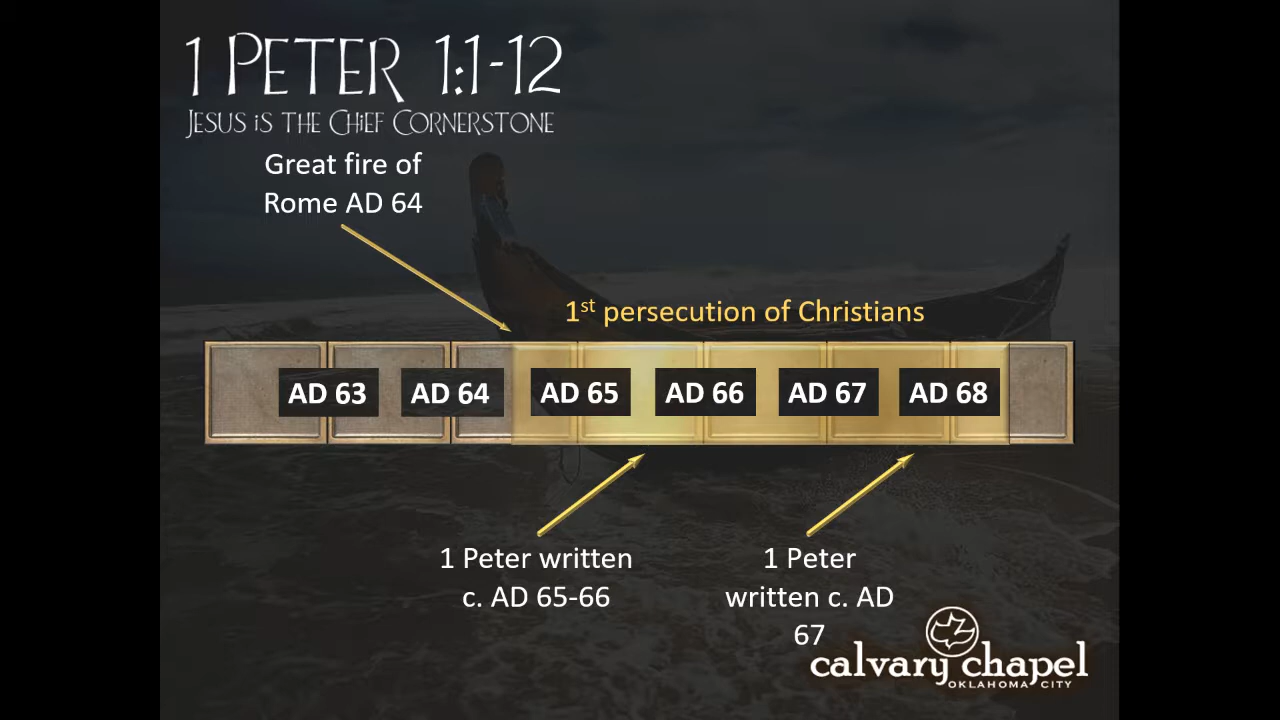 1 PETER 1:1-12
JESUS iS THE CHiEF CORNERSTONE
Great fire of
Rome AD 64
1st persecution of Christians
AD 63
AD 64
AD 65
AD 66
AD 67
AD 68
1 Peter written
c. AD 65-66
1 Peter
written c. AD
67
calvary chapel
OKLAHOMA CITY